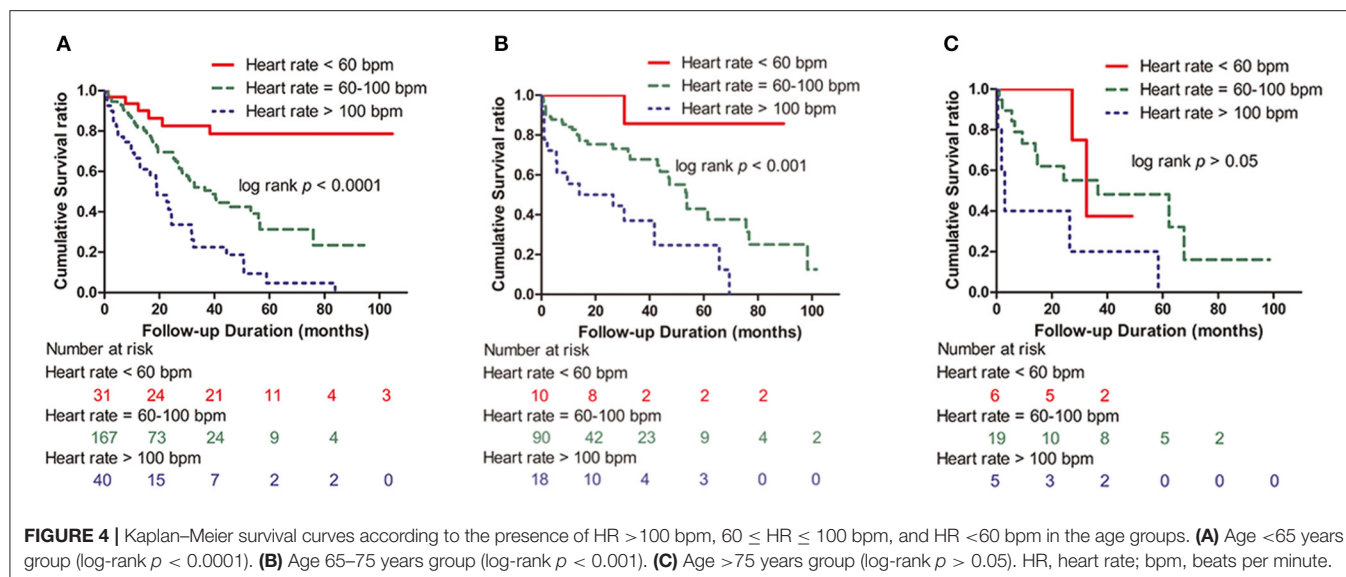 A
Heart rate < 60 bpm
Heart rate = 60-100 bpm
Heart rate > 100 bpm
1.0
0.8
0.6
0.4
0.2
0.0
Cumulative Survival ratio
log rank p < 0.0001
0 20 40 60 80 100
Follow-up Duration (months)
Number at risk
Heart rate < 60 bpm
31 24 21 11 4 3
Heart rate = 60-100 bpm
167 73 24 9 4
Heart rate > 100 bpm
40 15 7 2 2 0
B
Heart rate < 60 bpm
Heart rate = 60-100 bpm
Heart rate > 100 bpm
1.0
0.8
0.6
0.4
0.2
0.0
Cumulative Survival ratio
log rank p < 0.001
0 20 40 60 80 100
Follow-up Duration (months)
Number at risk
Heart rate < 60 bpm
10 8 2 2 2
Heart rate = 60-100 bpm
90 42 23 9 4 2
Heart rate > 100 bpm
18 10 4 3 0 0
C
Heart rate < 60 bpm
Heart rate = 60-100 bpm
Heart rate > 100 bpm
1.0
0.8
0.6
0.4
0.2
0.0
Cumulative Survival ratio
log rank p > 0.05
0 20 40 60 80 100
Follow-up Duration (months)
Number at risk
Heart rate < 60 bpm
6 5 2
Heart rate = 60-100 bpm
19 10 8 5 2
Heart rate > 100 bpm
5 3 2 0 0 0
FIGURE 4 | Kaplan–Meier survival curves according to the presence of HR >100 bpm, 60 ≤ HR ≤ 100 bpm, and HR <60 bpm in the age groups. (A) Age <65 years
group (log-rank p < 0.0001). (B) Age 65–75 years group (log-rank p < 0.001). (C) Age >75 years group (log-rank p > 0.05). HR, heart rate; bpm, beats per minute.